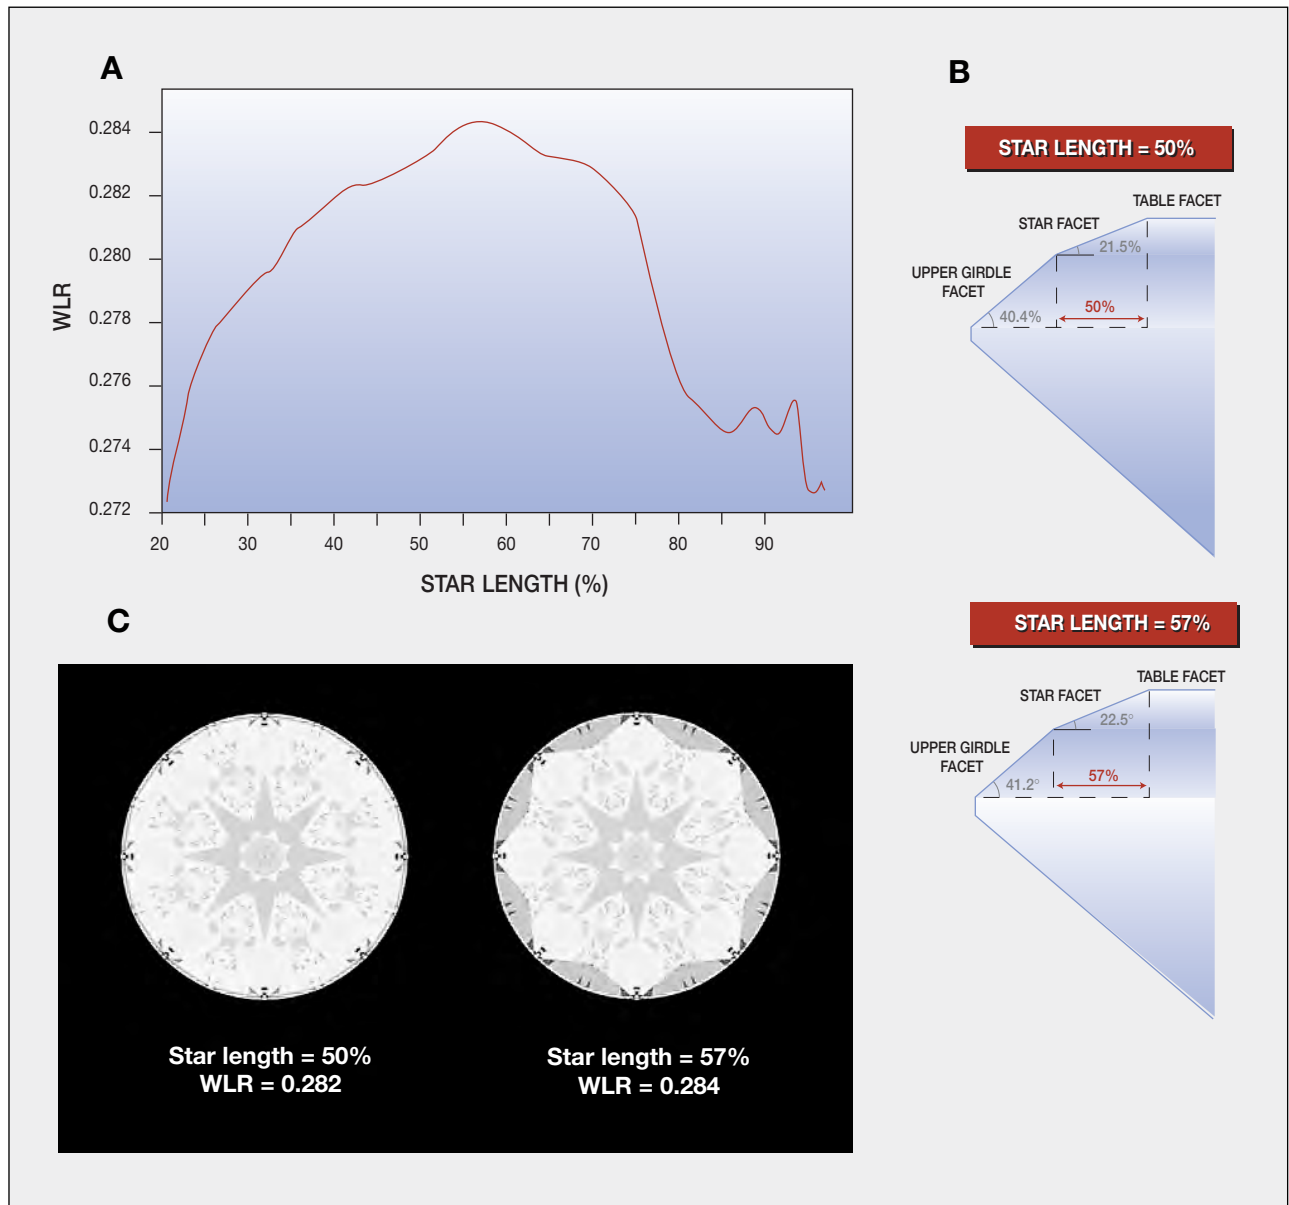 A
0.284
0.282
0.280
0.278
0.276
0.274
0.272
WLR
20 30 40 50 60 70 80 90
STAR LENGTH (%)
B
STAR LENGTH = 50%
TABLE FACET
STAR FACET
21.5%
UPPER GIRDLE
FACET
50%
40.4%
STAR LENGTH = 57%
TABLE FACET
STAR FACET
22.5°
UPPER GIRDLE
FACET
57%
41.2°
C
Star length = 50%
WLR = 0.282
Star length = 57%
WLR = 0.284